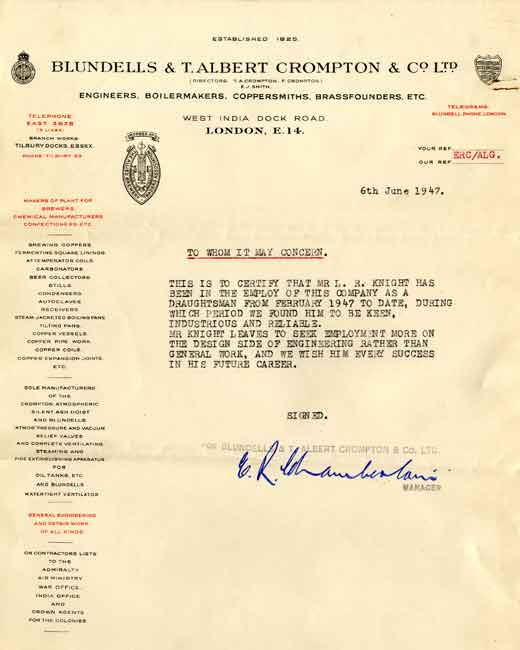 ESTABLISHED 1825.
BLUNDELLS & T. ALBERT CROMPTON & CO LTD
(DIRECTORS: T.A. CROMPTON, F. CROMPTON)
E.J. SMITH.
ENGINEERS, BOILERMAKERS, COPPERSMITHS, BRASSFOUNDERS, ETC.
TELEPHONE
EAST 3838
(3 LINES)
BRANCH WORKS
TILBURY DOCKS, ESSEX.
PHONE: TILBURY 53
WEST INDIA DOCK ROAD.
LONDON, E.14.
TELEGRAMS:
BLUNDELL, PHONE, LONDON
YOUR REF.
OUR REF. ERC/ALG.
6th June 1947.
MAKERS OF PLANT FOR
BREWERS,
CHEMICAL MANUFACTURERS
CONFECTIONERS ETC.
BREWING COPPERS
FERMENTING SQUARE LININGS
ATTEMPERATOR COILS
CARBONATORS
BEER COLLECTORS
STILLS
CONDENSERS
AUTOCLAVES
RECEIVERS
STEAM JACKETED BOILING PANS
TILTING PANS.
COPPER VESSELS.
COPPER PIPE WORK.
COPPER COILS.
COPPER EXPANSION JOINTS.
ETC.
SOLE MANUFACTURERS
OF THE
CROMPTON, ATMOSPHERIC
SILENT ASH HOIST
AND BLUNDELLS
ATMOS PRESSURE AND VACUUM
RELIEF VALVES
AND COMPLETE VENTILATING
STEAMING AND
FIRE EXTINGUISHING APPARATUS
FOR
OIL TANKS, ETC.
AND BLUNDELLS
WATERTIGHT VENTILATOR
GENERAL ENGINEERING
AND REPAIR WORK
OF ALL KINDS.
ON CONTRACTORS LISTS
TO THE
ADMIRALTY
AIR MINISTRY
WAR OFFICE.
INDIA OFFICE
AND
CROWN AGENTS
FOR THE COLONIES.
TO WHOM IT MAY CONCERN.
THIS IS TO CERTIFY THAT MR L. R. KNIGHT HAS
BEEN IN THE EMPLOY OF THIS COMPANY AS A
DRAUGHTSMAN FROM FEBRUARY 1947 TO DATE, DURING
WHICH PERIOD WE FOUND HIM TO BE KEEN,
INDUSTRIOUS AND RELIABLE.
MR KNIGHT LEAVES TO SEEK EMPLOYMENT MORE ON
THE DESIGN SIDE OF ENGINEERING RATHER THAN
GENERAL WORK, AND WE WISH HIM EVERY SUCCESS
IN HIS FUTURE CAREER.
SIGNED.
FOR BLUNDELLS & T. ALBERT CROMPTON & CO. LTD.
E. R. Chamberlain
MANAGER